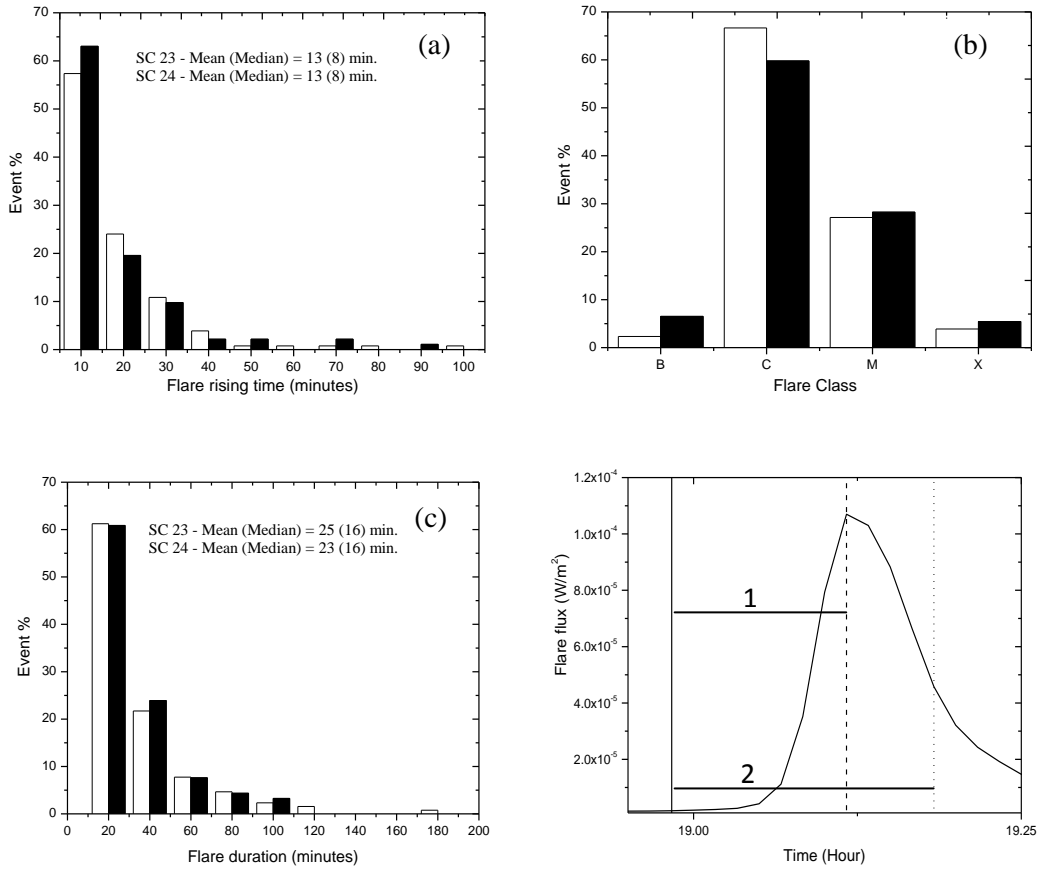 70
60
50
40
30
20
10
0
Event %
(a)
SC 23 - Mean (Median) = 13 (8) min.
SC 24 - Mean (Median) = 13 (8) min.
10 20 30 40 50 60 70 80 90 100
Flare rising time (minutes)
70
60
50
40
30
20
10
0
Event %
(b)
B C M X
Flare Class
70
60
50
40
30
20
10
0
Event %
(c)
SC 23 - Mean (Median) = 25 (16) min.
SC 24 - Mean (Median) = 23 (16) min.
0 20 40 60 80 100 120 140 160 180 200
Flare duration (minutes)
1.2x10⁻⁴
1.0x10⁻⁴
8.0x10⁻⁵
6.0x10⁻⁵
4.0x10⁻⁵
2.0x10⁻⁵
Flare flux (W/m²)
1
2
19.00 19.25
Time (Hour)